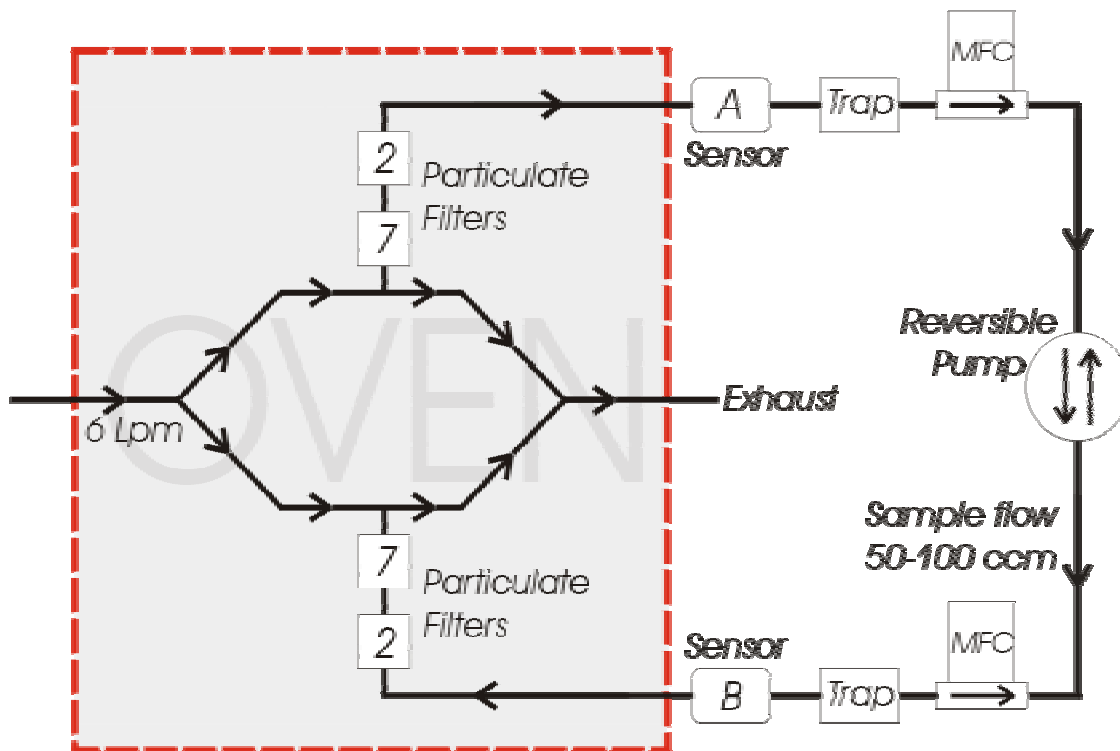 MFC
A
Trap
Sensor
2
Particulate
Filters
7
OVEN
Reversible
Pump
6 Lpm
Exhaust
Sample flow
50-100 ccm
7
Particulate
Filters
2
Sensor
MFC
B
Trap